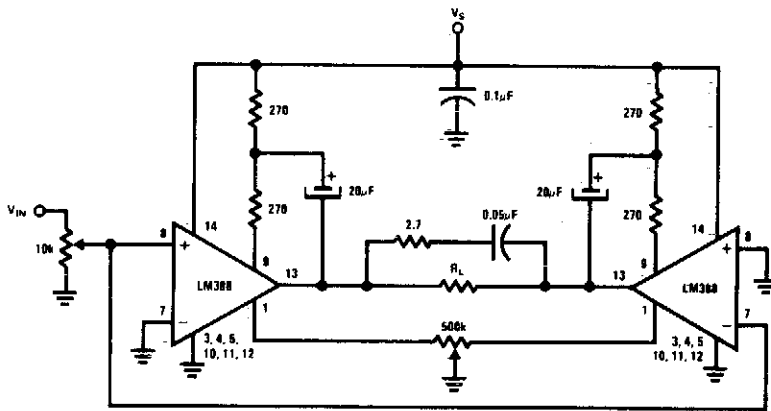 VS
0.1μF
270
270
20μF
20μF
270
270
VIN
10k
8
+
14
9
LM388
13
1
7
−
3, 4, 5,
10, 11, 12
2.7
0.05μF
RL
500k
14
8
+
9
13
LM388
1
7
−
3, 4, 5
10, 11, 12